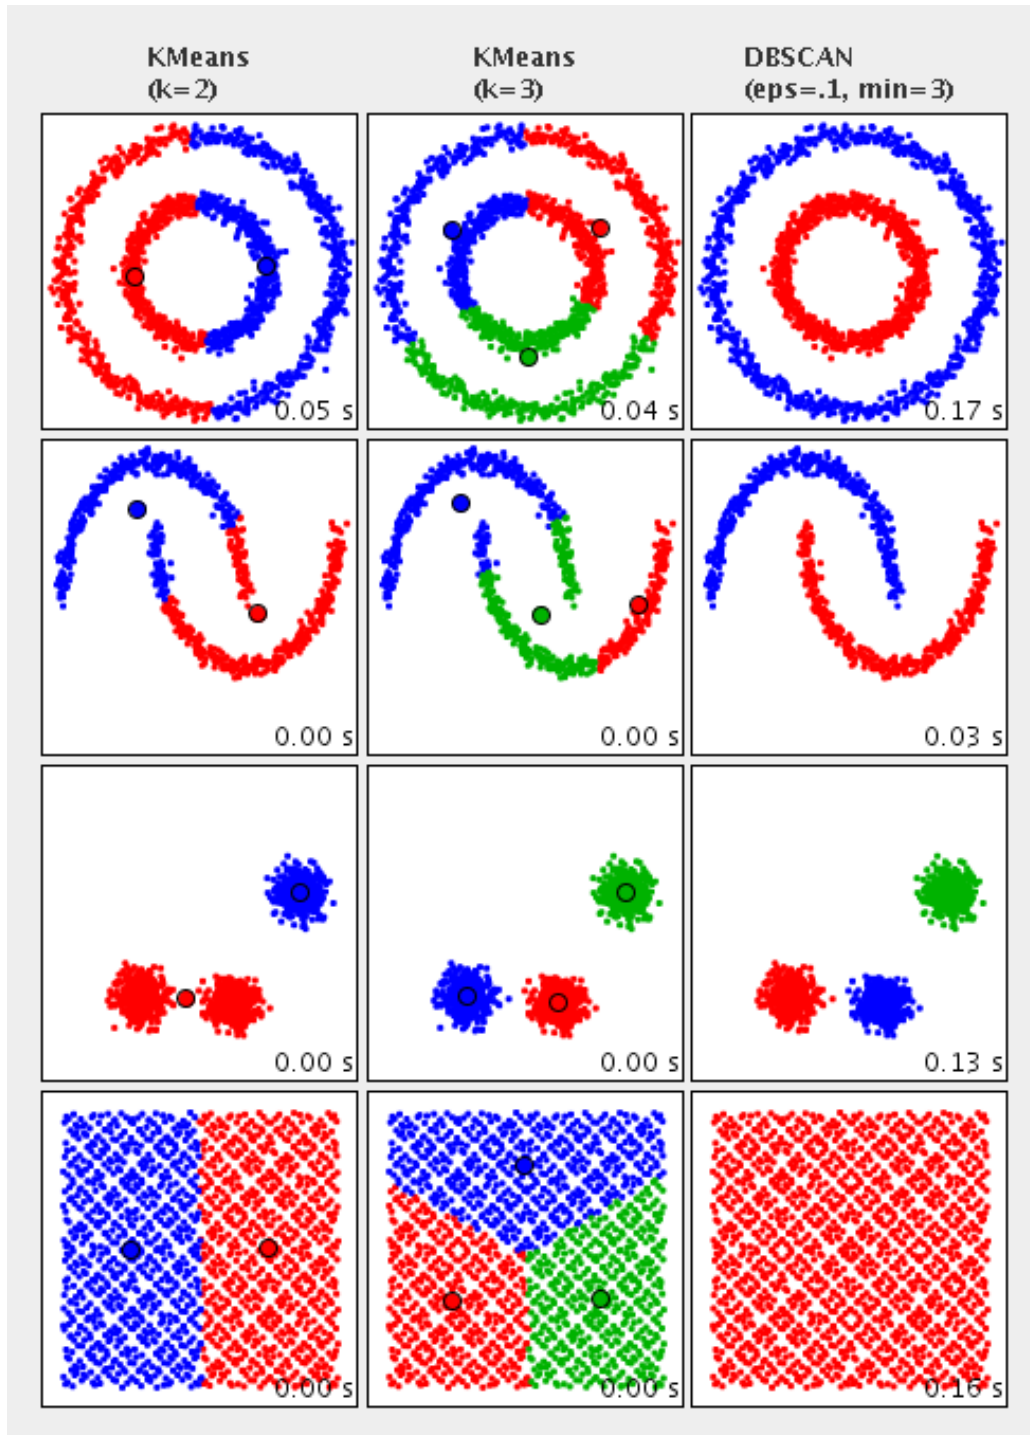 KMeans
(k=2)
KMeans
(k=3)
DBSCAN
(eps=.1, min=3)
0.05 s
0.04 s
0.17 s
0.00 s
0.00 s
0.03 s
0.00 s
0.00 s
0.13 s
0.00 s
0.00 s
0.16 s